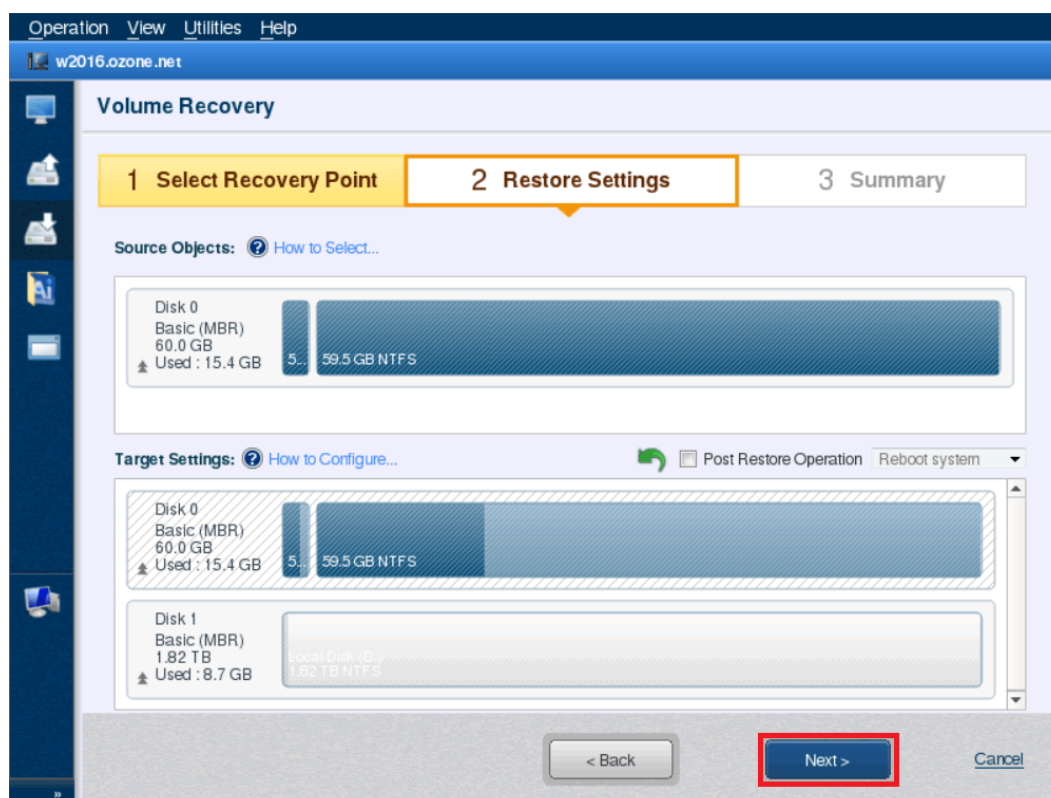 Operation View Utilities Help
w2016.ozone.net
Volume Recovery
1 Select Recovery Point 2 Restore Settings 3 Summary
Source Objects: ? How to Select...
Disk 0
Basic (MBR)
60.0 GB
Used : 15.4 GB
5... 59.5 GB NTFS
Target Settings: ? How to Configure...
Post Restore Operation Reboot system
Disk 0
Basic (MBR)
60.0 GB
Used : 15.4 GB
5... 59.5 GB NTFS
Disk 1
Basic (MBR)
1.82 TB
Used : 8.7 GB
Local Disk (D:)
1.82 TB NTFS
Ai
< Back Next > Cancel
»